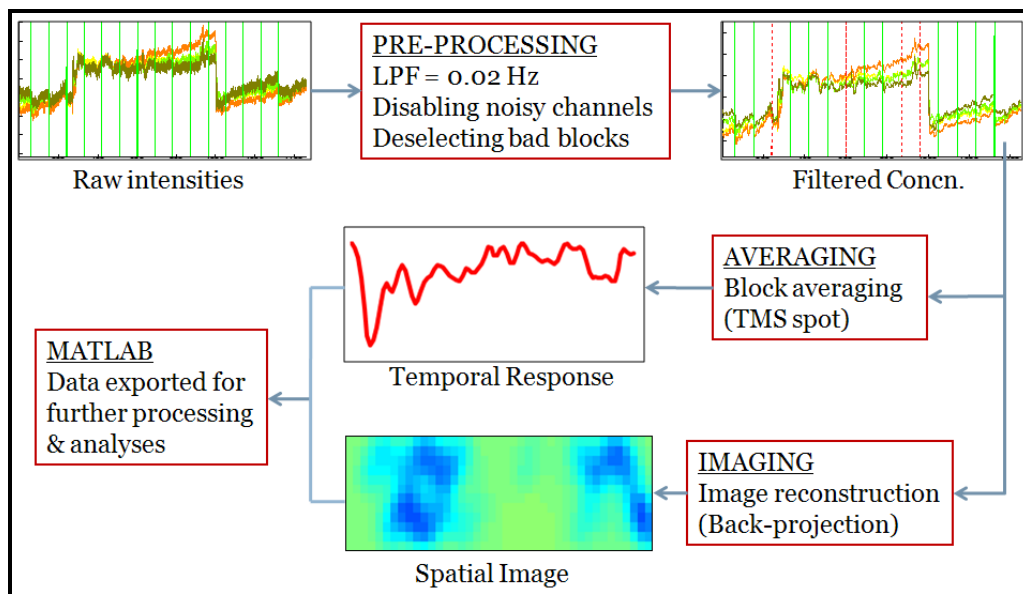 PRE-PROCESSING
LPF = 0.02 Hz
Disabling noisy channels
Deselecting bad blocks
Raw intensities
Filtered Concn.
AVERAGING
Block averaging
(TMS spot)
Temporal Response
MATLAB
Data exported for
further processing
& analyses
IMAGING
Image reconstruction
(Back-projection)
Spatial Image